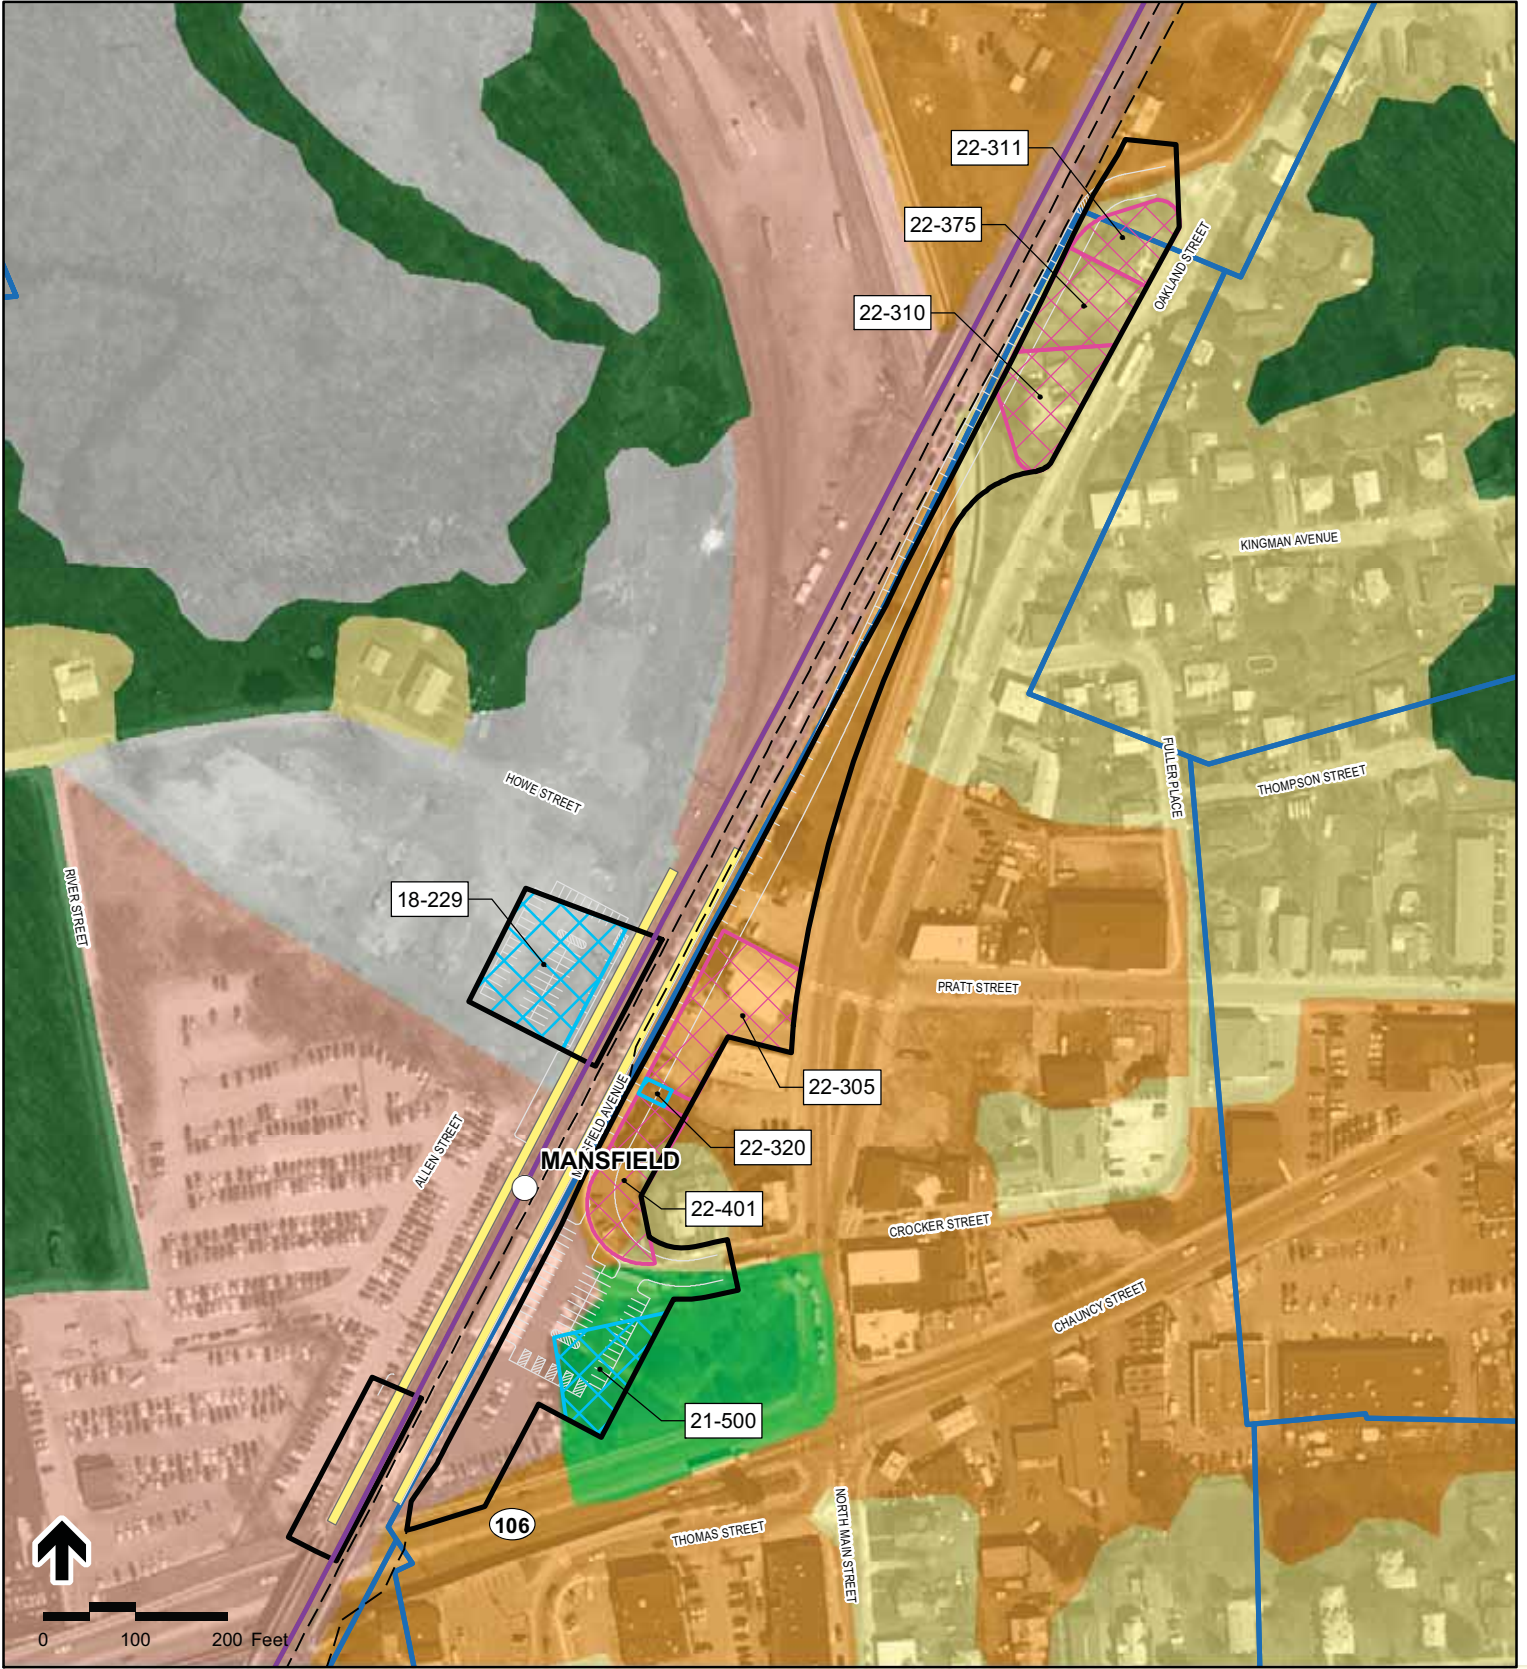 22-311
22-375
OAKLAND STREET
22-310
KINGMAN AVENUE
FULLER PLACE
THOMPSON STREET
HOWE STREET
RIVER STREET
18-229
PRATT STREET
22-305
ALLEN STREET
FIELD AVENUE
22-320
MANSFIELD
22-401
CROCKER STREET
CHAUNCY STREET
21-500
NORTH MAIN STREET
106
THOMAS STREET
0 100 200 Feet